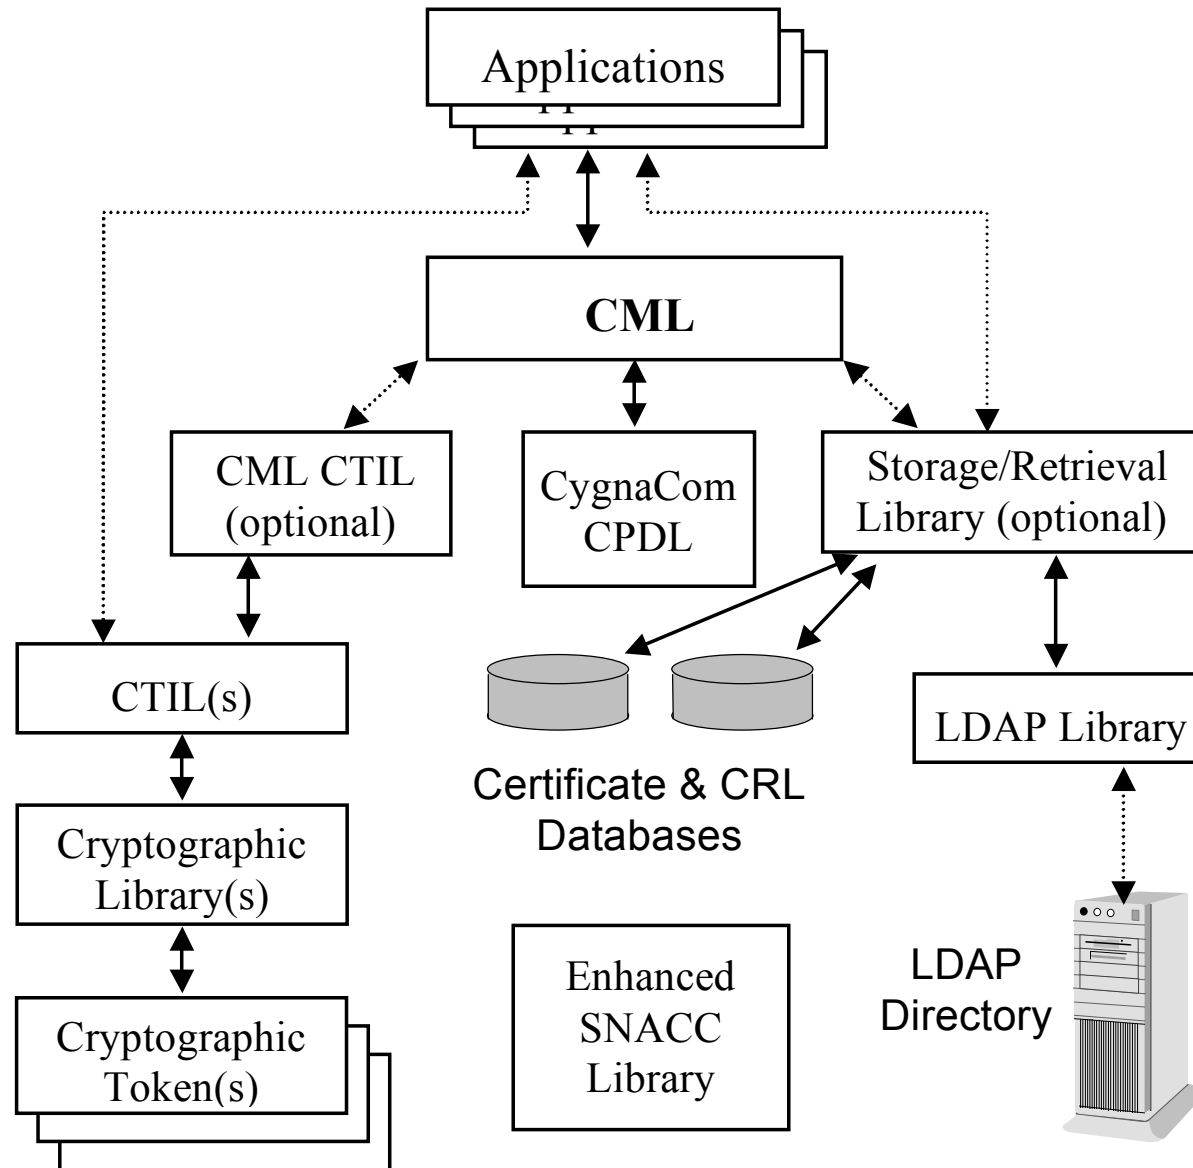 Applications
CML
CML CTIL
(optional)
CygnaCom
CPDL
Storage/Retrieval
Library (optional)
CTIL(s)
LDAP Library
Certificate & CRL
Databases
Cryptographic
Library(s)
Enhanced
SNACC
Library
LDAP
Directory
Cryptographic
Token(s)